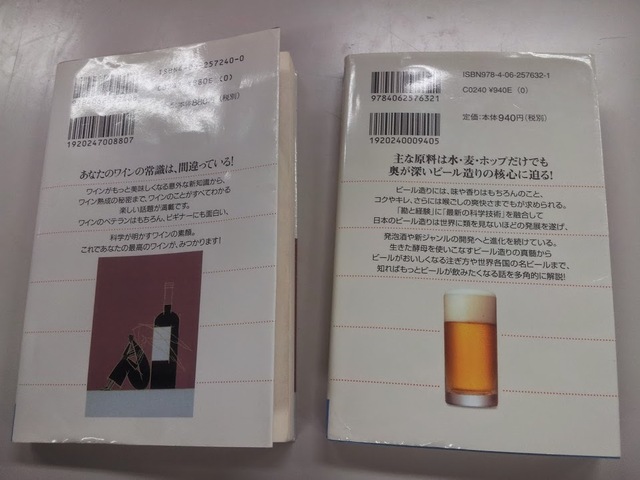 257240-0
80E (0)
(税別)
1920247008807
あなたのワインの常識は、間違っている!
ワインがもっと美味しくなる意外な新知識から、
ワイン熟成の秘密まで、ワインのことがすべてわかる
楽しい話題が満載です。
ワインのベテランはもちろん、ビギナーにも面白い、
科学が明かすワインの素顔。
これであなたの最高のワインが、みつかります!
9784062576321
1920240009405
ISBN978-4-06-257632-1
C0240 ¥940E (0)
定価:本体940円(税別)
主な原料は水・麦・ホップだけでも
奥が深いビール造りの核心に迫る!
ビール造りには、味や香りはもちろんのこと、
コクやキレ、さらには喉ごしの爽快さまでもが求められる。
「勘と経験」に「最新の科学技術」を融合して
日本のビール造りは世界に類を見ないほどの発展を遂げ、
発泡酒や新ジャンルの開発へと進化を続けている。
生きた酵母を使いこなすビール造りの真髄から
ビールがおいしくなる注ぎ方や世界各国の名ビールまで、
知ればもっとビールが飲みたくなる話を多角的に解説!